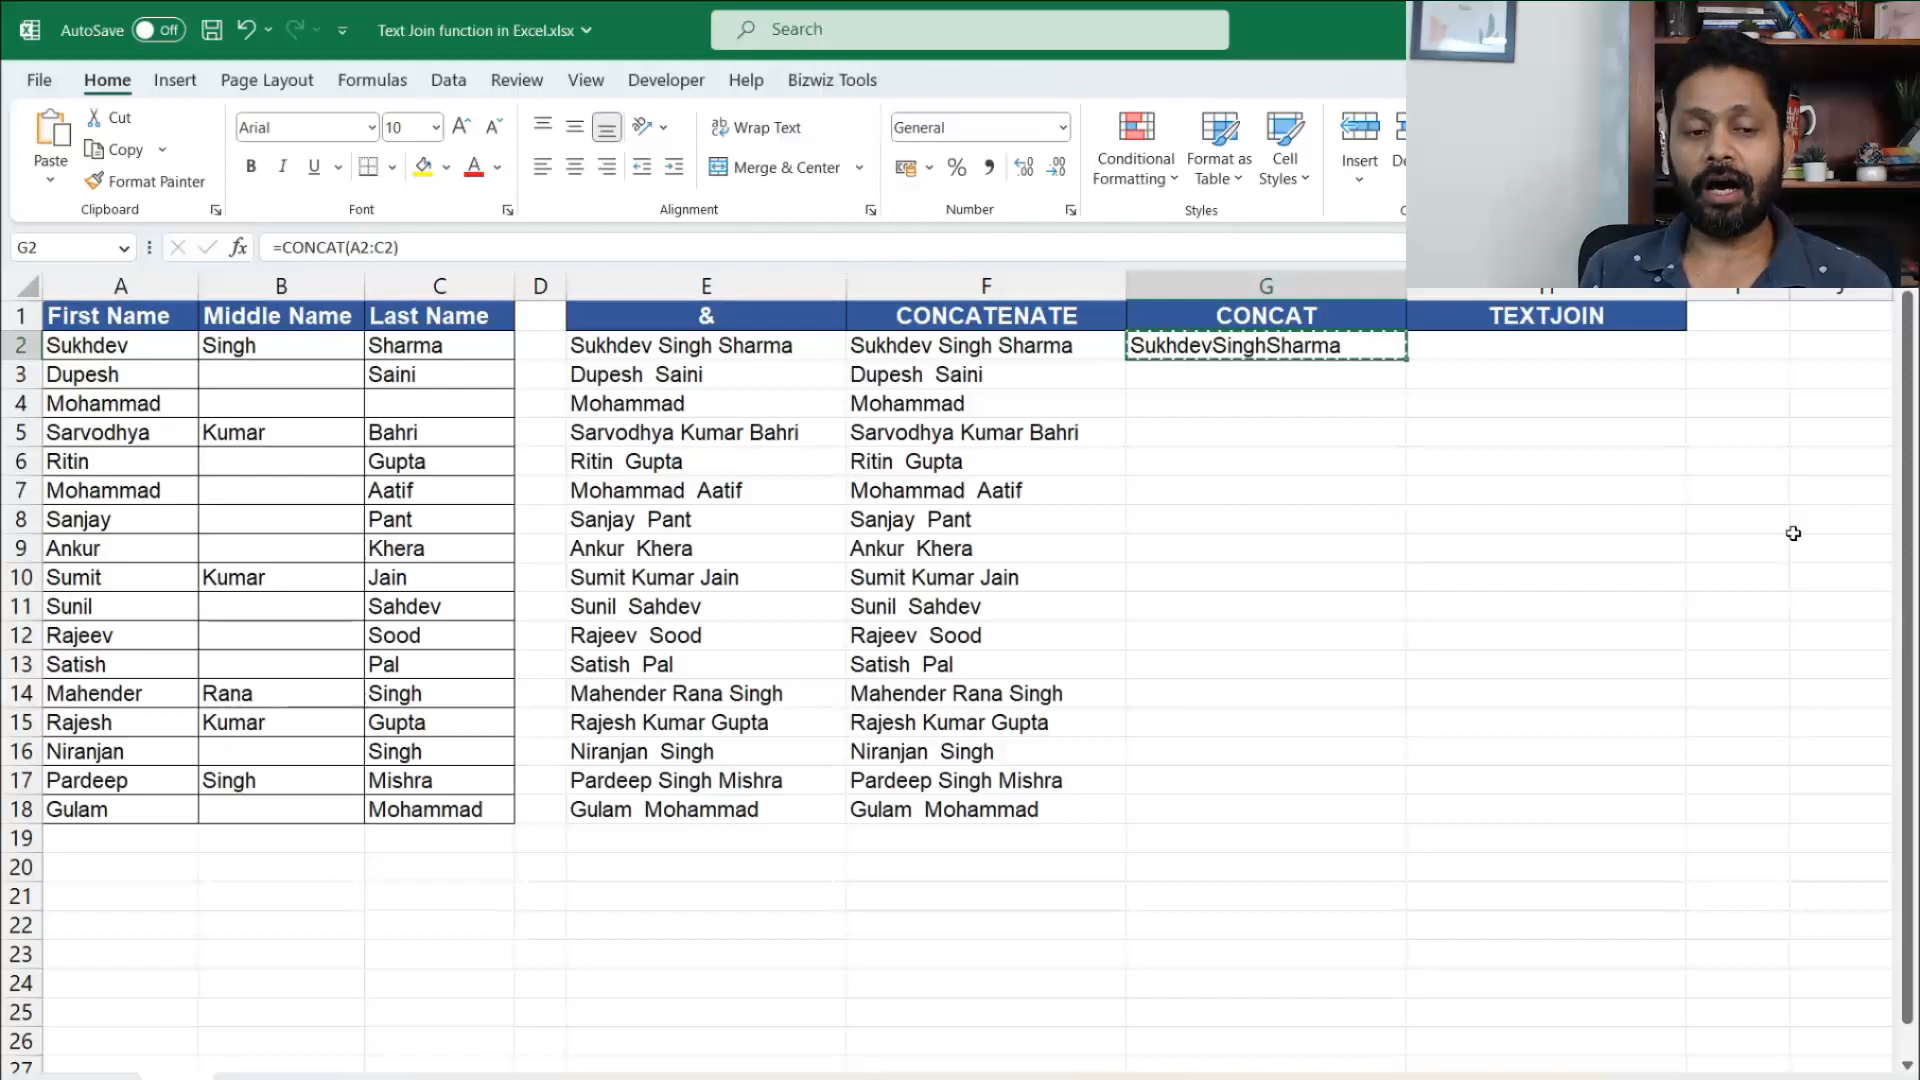 AutoSave Off Text Join function in Excel.xlsx Search
File Home Insert Page Layout Formulas Data Review View Developer Help Bizwiz Tools
Paste Cut Copy Format Painter Clipboard
Arial 10 B I U A Font
Wrap Text Merge & Center Alignment
General % Number
Conditional Formatting Format as Table Cell Styles Styles
Insert
G2 fx =CONCAT(A2:C2)
A B C D E F G
1 First Name Middle Name Last Name & CONCATENATE CONCAT TEXTJOIN
2 Sukhdev Singh Sharma Sukhdev Singh Sharma Sukhdev Singh Sharma SukhdevSinghSharma
3 Dupesh Saini Dupesh  Saini Dupesh  Saini
4 Mohammad Mohammad Mohammad
5 Sarvodhya Kumar Bahri Sarvodhya Kumar Bahri Sarvodhya Kumar Bahri
6 Ritin Gupta Ritin  Gupta Ritin  Gupta
7 Mohammad Aatif Mohammad  Aatif Mohammad  Aatif
8 Sanjay Pant Sanjay  Pant Sanjay  Pant
9 Ankur Khera Ankur  Khera Ankur  Khera
10 Sumit Kumar Jain Sumit Kumar Jain Sumit Kumar Jain
11 Sunil Sahdev Sunil  Sahdev Sunil  Sahdev
12 Rajeev Sood Rajeev  Sood Rajeev  Sood
13 Satish Pal Satish  Pal Satish  Pal
14 Mahender Rana Singh Mahender Rana Singh Mahender Rana Singh
15 Rajesh Kumar Gupta Rajesh Kumar Gupta Rajesh Kumar Gupta
16 Niranjan Singh Niranjan  Singh Niranjan  Singh
17 Pardeep Singh Mishra Pardeep Singh Mishra Pardeep Singh Mishra
18 Gulam Mohammad Gulam  Mohammad Gulam  Mohammad
19
20
21
22
23
24
25
26
27